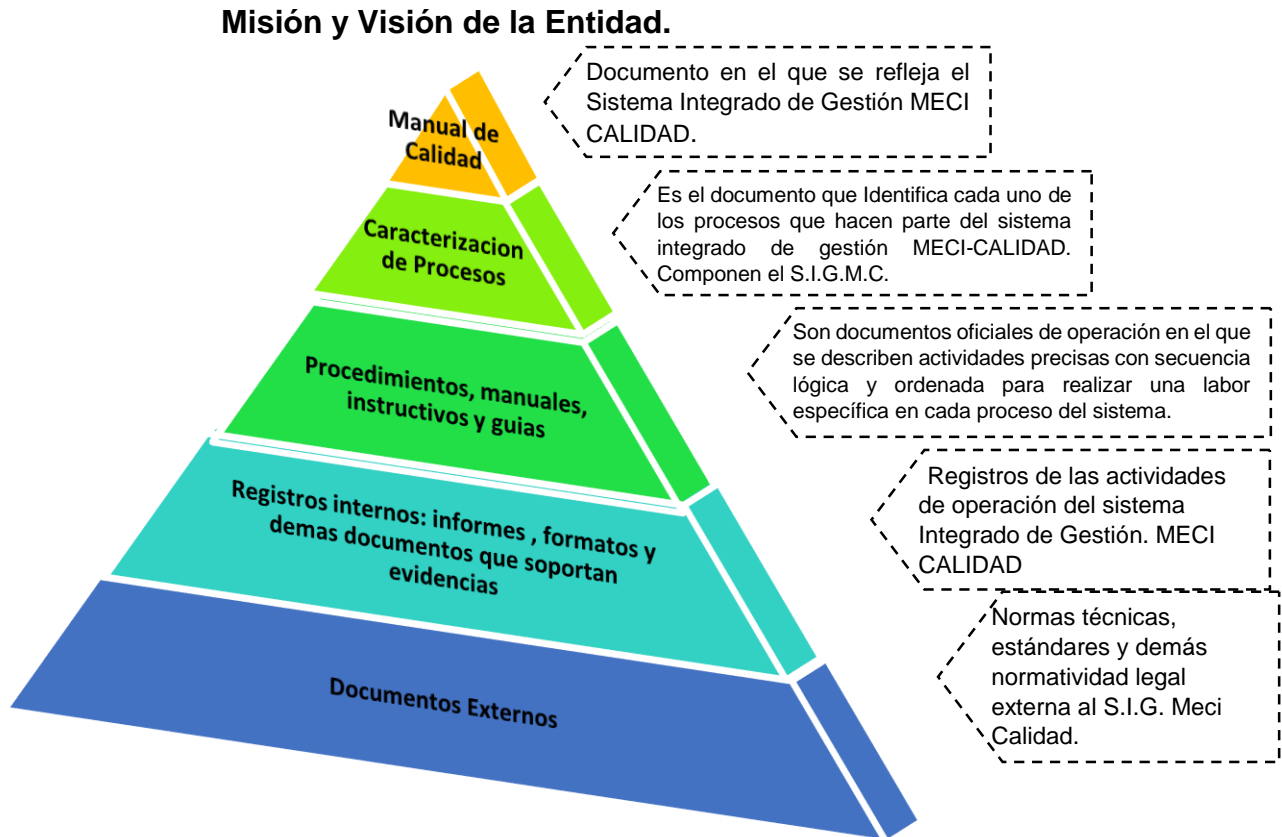 Misión y Visión de la Entidad.
Manual de
Calidad
Documento en el que se refleja el
Sistema Integrado de Gestión MECI
CALIDAD.
Caracterizacion
de Procesos
Es el documento que Identifica cada uno de
los procesos que hacen parte del sistema
integrado de gestión MECI-CALIDAD.
Componen el S.I.G.M.C.
Procedimientos, manuales,
instructivos y guias
Son documentos oficiales de operación en el que
se describen actividades precisas con secuencia
lógica y ordenada para realizar una labor
específica en cada proceso del sistema.
Registros internos: informes , formatos y
demas documentos que soportan
evidencias
Registros de las actividades
de operación del sistema
Integrado de Gestión. MECI
CALIDAD
Documentos Externos
Normas técnicas,
estándares y demás
normatividad legal
externa al S.I.G. Meci
Calidad.